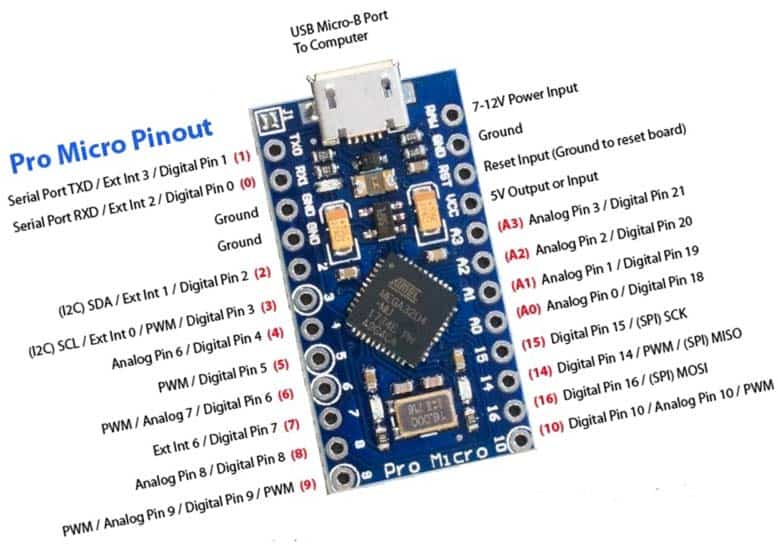 USB Micro-B Port
To Computer
Pro Micro Pinout
Serial Port TXD / Ext Int 3 / Digital Pin 1 (1)
Serial Port RXD / Ext Int 2 / Digital Pin 0 (0)
Ground
Ground
(I2C) SDA / Ext Int 1 / Digital Pin 2 (2)
(I2C) SCL / Ext Int 0 / PWM / Digital Pin 3 (3)
Analog Pin 6 / Digital Pin 4 (4)
PWM / Digital Pin 5 (5)
PWM / Analog 7 / Digital Pin 6 (6)
Ext Int 6 / Digital Pin 7 (7)
Analog Pin 8 / Digital Pin 8 (8)
PWM / Analog Pin 9 / Digital Pin 9 / PWM (9)
J1
TXO
RXI
GND
GND
2
3
4
5
6
7
8
9
ATMEL
MEGA32U4
16.000
Pro Micro
RAW
GND
RST
VCC
A3
A2
A1
A0
15
14
16
10
7-12V Power Input
Ground
Reset Input (Ground to reset board)
5V Output or Input
(A3) Analog Pin 3 / Digital Pin 21
(A2) Analog Pin 2 / Digital Pin 20
(A1) Analog Pin 1 / Digital Pin 19
(A0) Analog Pin 0 / Digital Pin 18
(15) Digital Pin 15 / (SPI) SCK
(14) Digital Pin 14 / PWM / (SPI) MISO
(16) Digital Pin 16 / (SPI) MOSI
(10) Digital Pin 10 / Analog Pin 10 / PWM